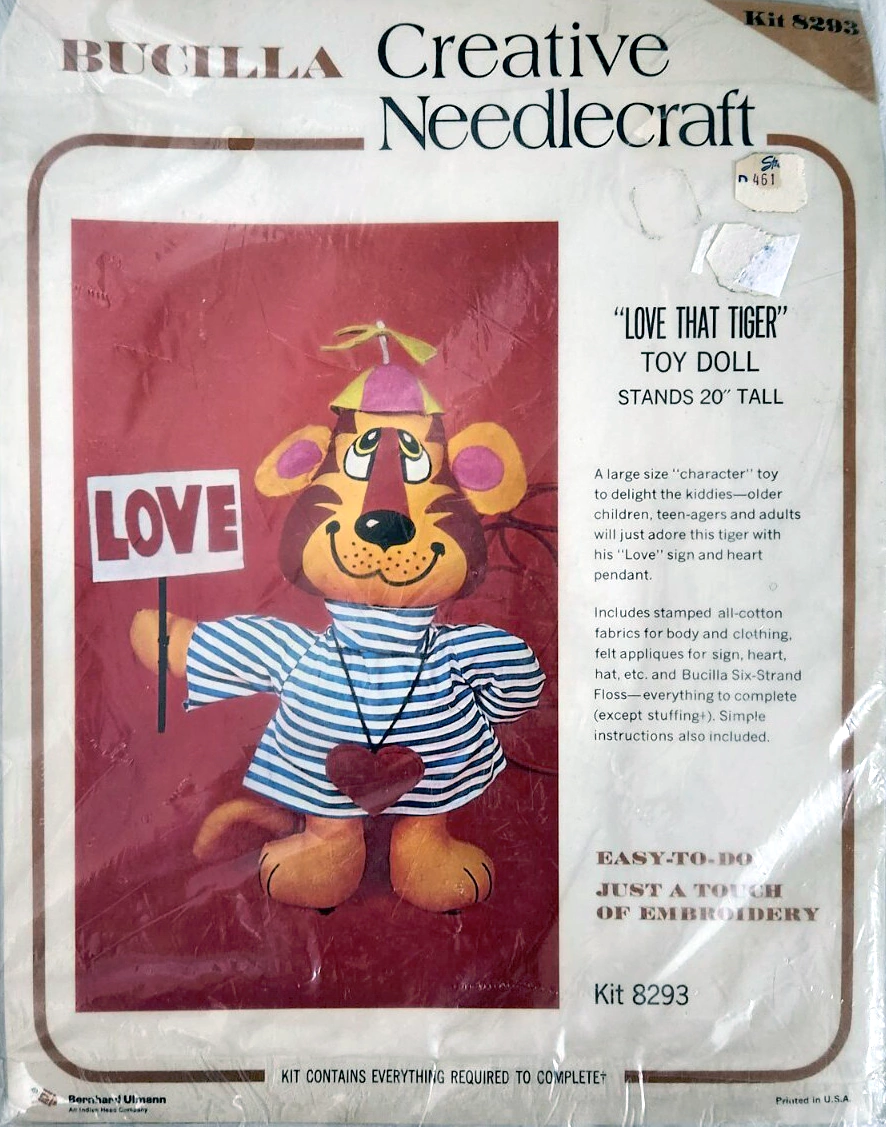 Kit 8293
BUCILLA Creative
Needlecraft
461
"LOVE THAT TIGER"
TOY DOLL
STANDS 20" TALL
LOVE
A large size "character" toy
to delight the kiddies—older
children, teen-agers and adults
will just adore this tiger with
his "Love" sign and heart
pendant.
Includes stamped all-cotton
fabrics for body and clothing,
felt appliques for sign, heart,
hat, etc. and Bucilla Six-Strand
Floss—everything to complete
(except stuffing†). Simple
instructions also included.
EASY-TO-DO
JUST A TOUCH
OF EMBROIDERY
Kit 8293
KIT CONTAINS EVERYTHING REQUIRED TO COMPLETE†
Bernhard Ulmann
An Indian Head Company
Printed in U.S.A.